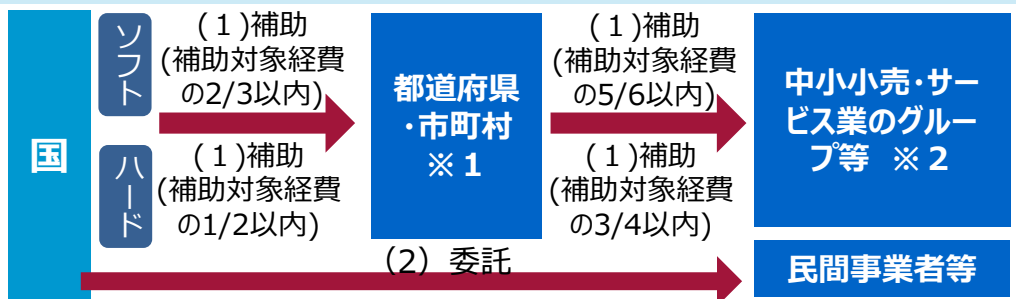 国
ソフト
(１)補助
(補助対象経費
の2/3以内)
ハード
(１)補助
(補助対象経費
の1/2以内)
都道府県
・市町村
※１
(１)補助
(補助対象経費
の5/6以内)
(１)補助
(補助対象経費
の3/4以内)
中小小売・サー
ビス業のグルー
プ等　※２
（2）委託
民間事業者等